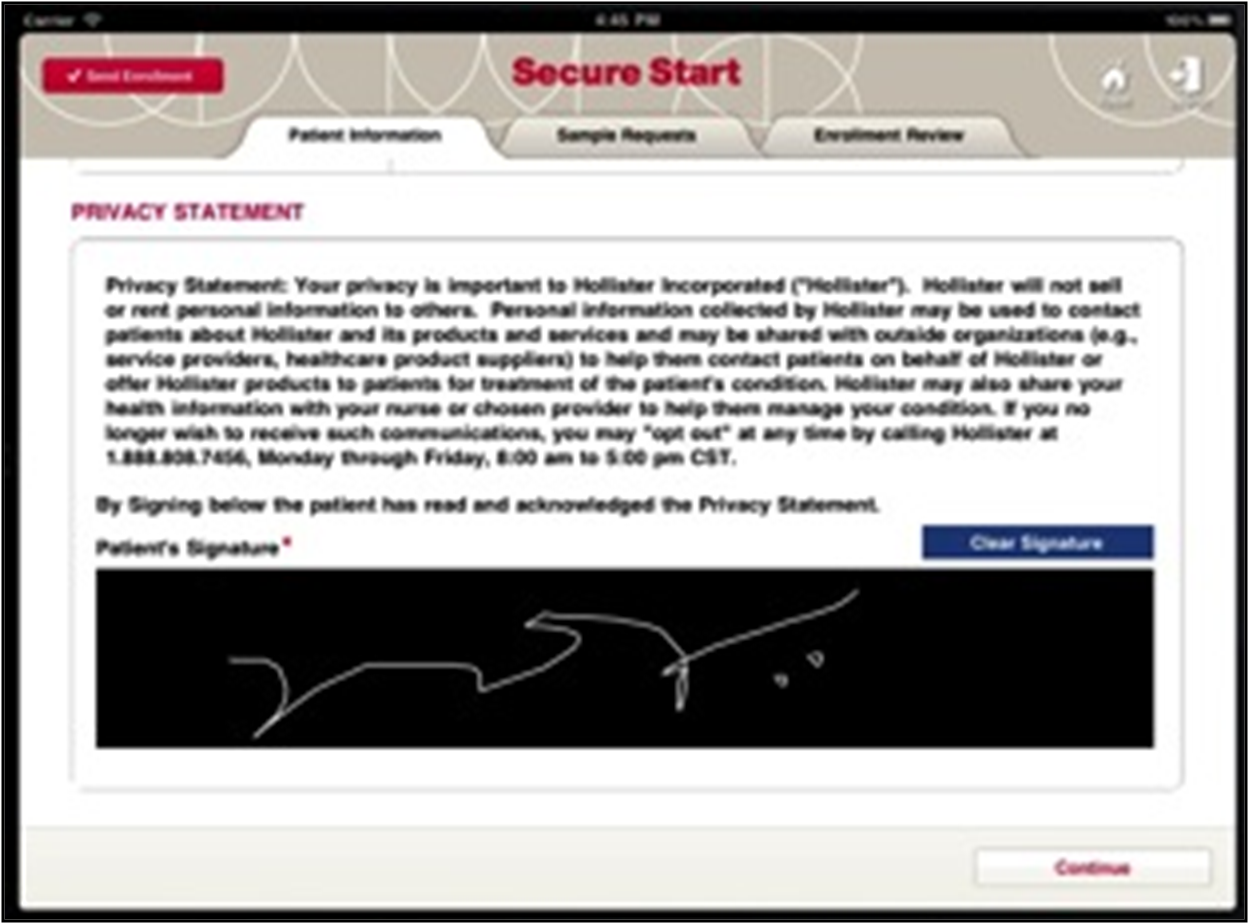 Carrier 4:45 PM 100%
Send Enrollment
Secure Start
Patient Information Sample Requests Enrollment Review
PRIVACY STATEMENT
Privacy Statement: Your privacy is important to Hollister Incorporated ("Hollister"). Hollister will not sell
or rent personal information to others. Personal information collected by Hollister may be used to contact
patients about Hollister and its products and services and may be shared with outside organizations (e.g.,
service providers, healthcare product suppliers) to help them contact patients on behalf of Hollister or
offer Hollister products to patients for treatment of the patient's condition. Hollister may also share your
health information with your nurse or chosen provider to help them manage your condition. If you no
longer wish to receive such communications, you may "opt out" at any time by calling Hollister at
1.888.808.7456, Monday through Friday, 8:00 am to 5:00 pm CST.
By Signing below the patient has read and acknowledged the Privacy Statement.
Patient's Signature*
Clear Signature
Continue